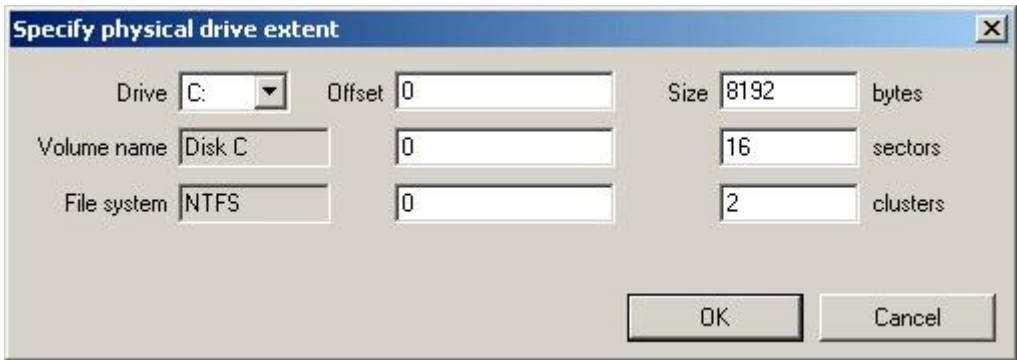 Specify physical drive extent
Drive C: Offset 0 Size 8192 bytes
Volume name Disk C 0 16 sectors
File system NTFS 0 2 clusters
OK Cancel